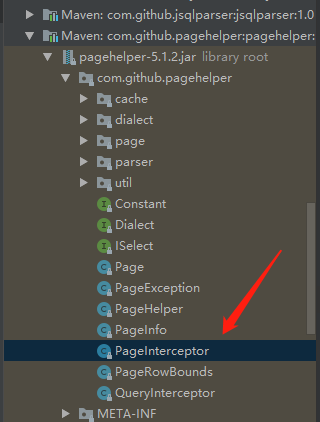 Maven: com.github.jsqlparser:jsqlparser:1.0
Maven: com.github.pagehelper:pagehelper:
pagehelper-5.1.2.jar library root
com.github.pagehelper
cache
dialect
page
parser
util
Constant
Dialect
ISelect
Page
PageException
PageHelper
PageInfo
PageInterceptor
PageRowBounds
QueryInterceptor
META-INF